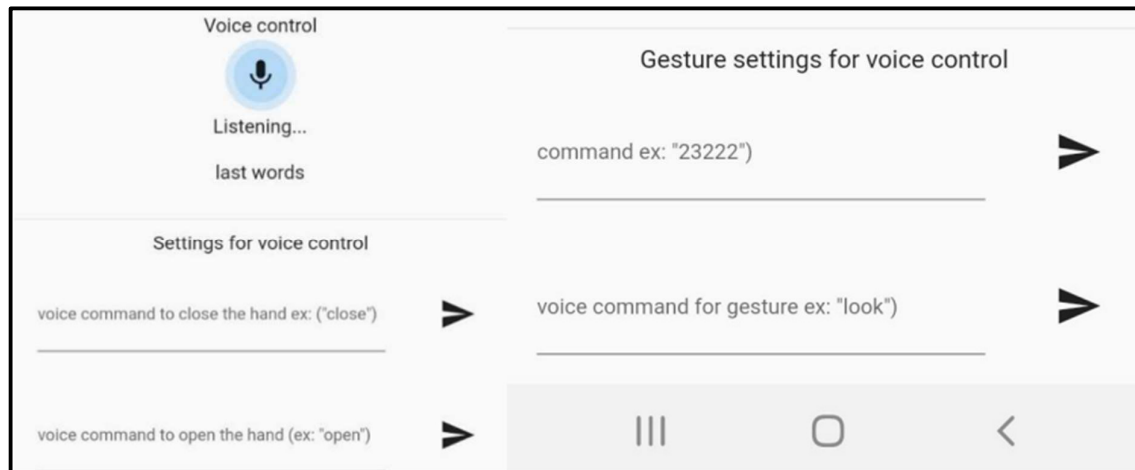 Voice control
Listening...
last words
Settings for voice control
voice command to close the hand ex: ("close")
voice command to open the hand (ex: "open")
Gesture settings for voice control
command ex: "23222")
voice command for gesture ex: "look")